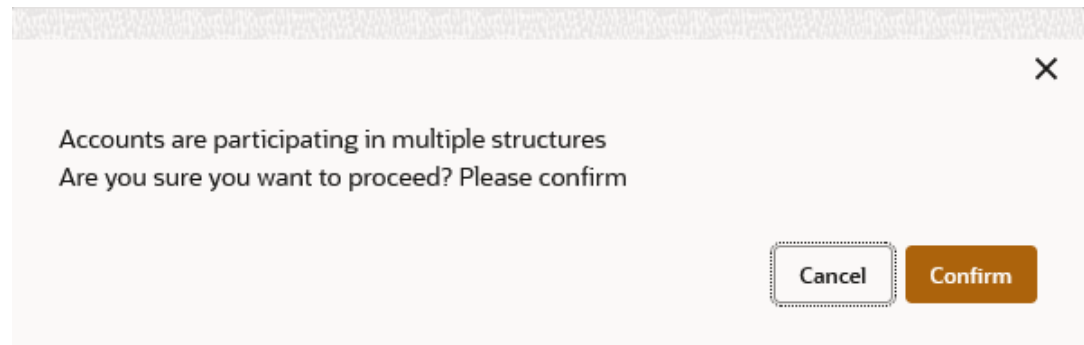 Accounts are participating in multiple structures
Are you sure you want to proceed? Please confirm
Cancel Confirm